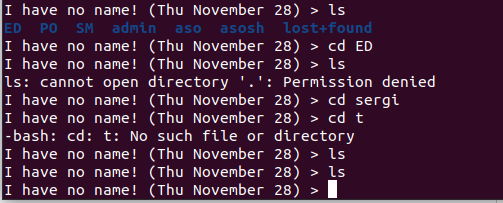 I have no name! (Thu November 28) > ls
ED  PO  SM  admin  aso  asosh  lost+found
I have no name! (Thu November 28) > cd ED
I have no name! (Thu November 28) > ls
ls: cannot open directory '.': Permission denied
I have no name! (Thu November 28) > cd sergi
I have no name! (Thu November 28) > cd t
-bash: cd: t: No such file or directory
I have no name! (Thu November 28) > ls
I have no name! (Thu November 28) > ls
I have no name! (Thu November 28) >